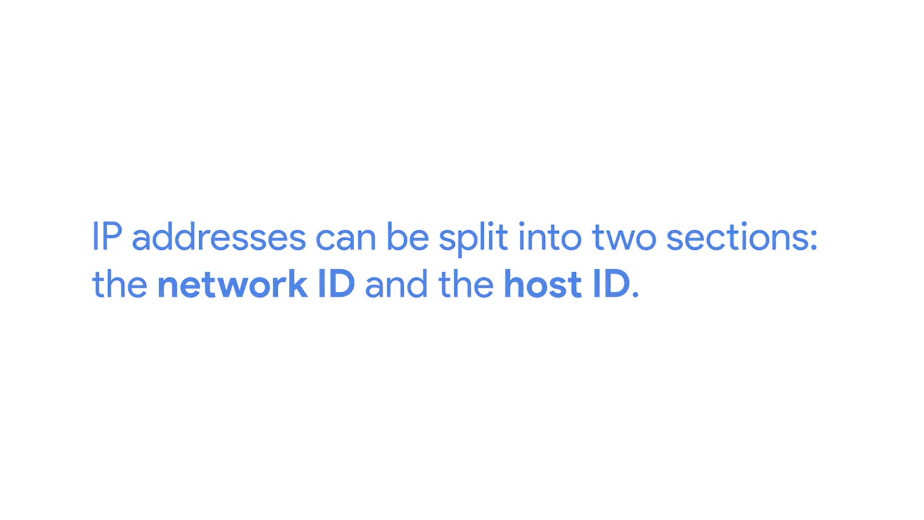 IP addresses can be split into two sections:
the network ID and the host ID.